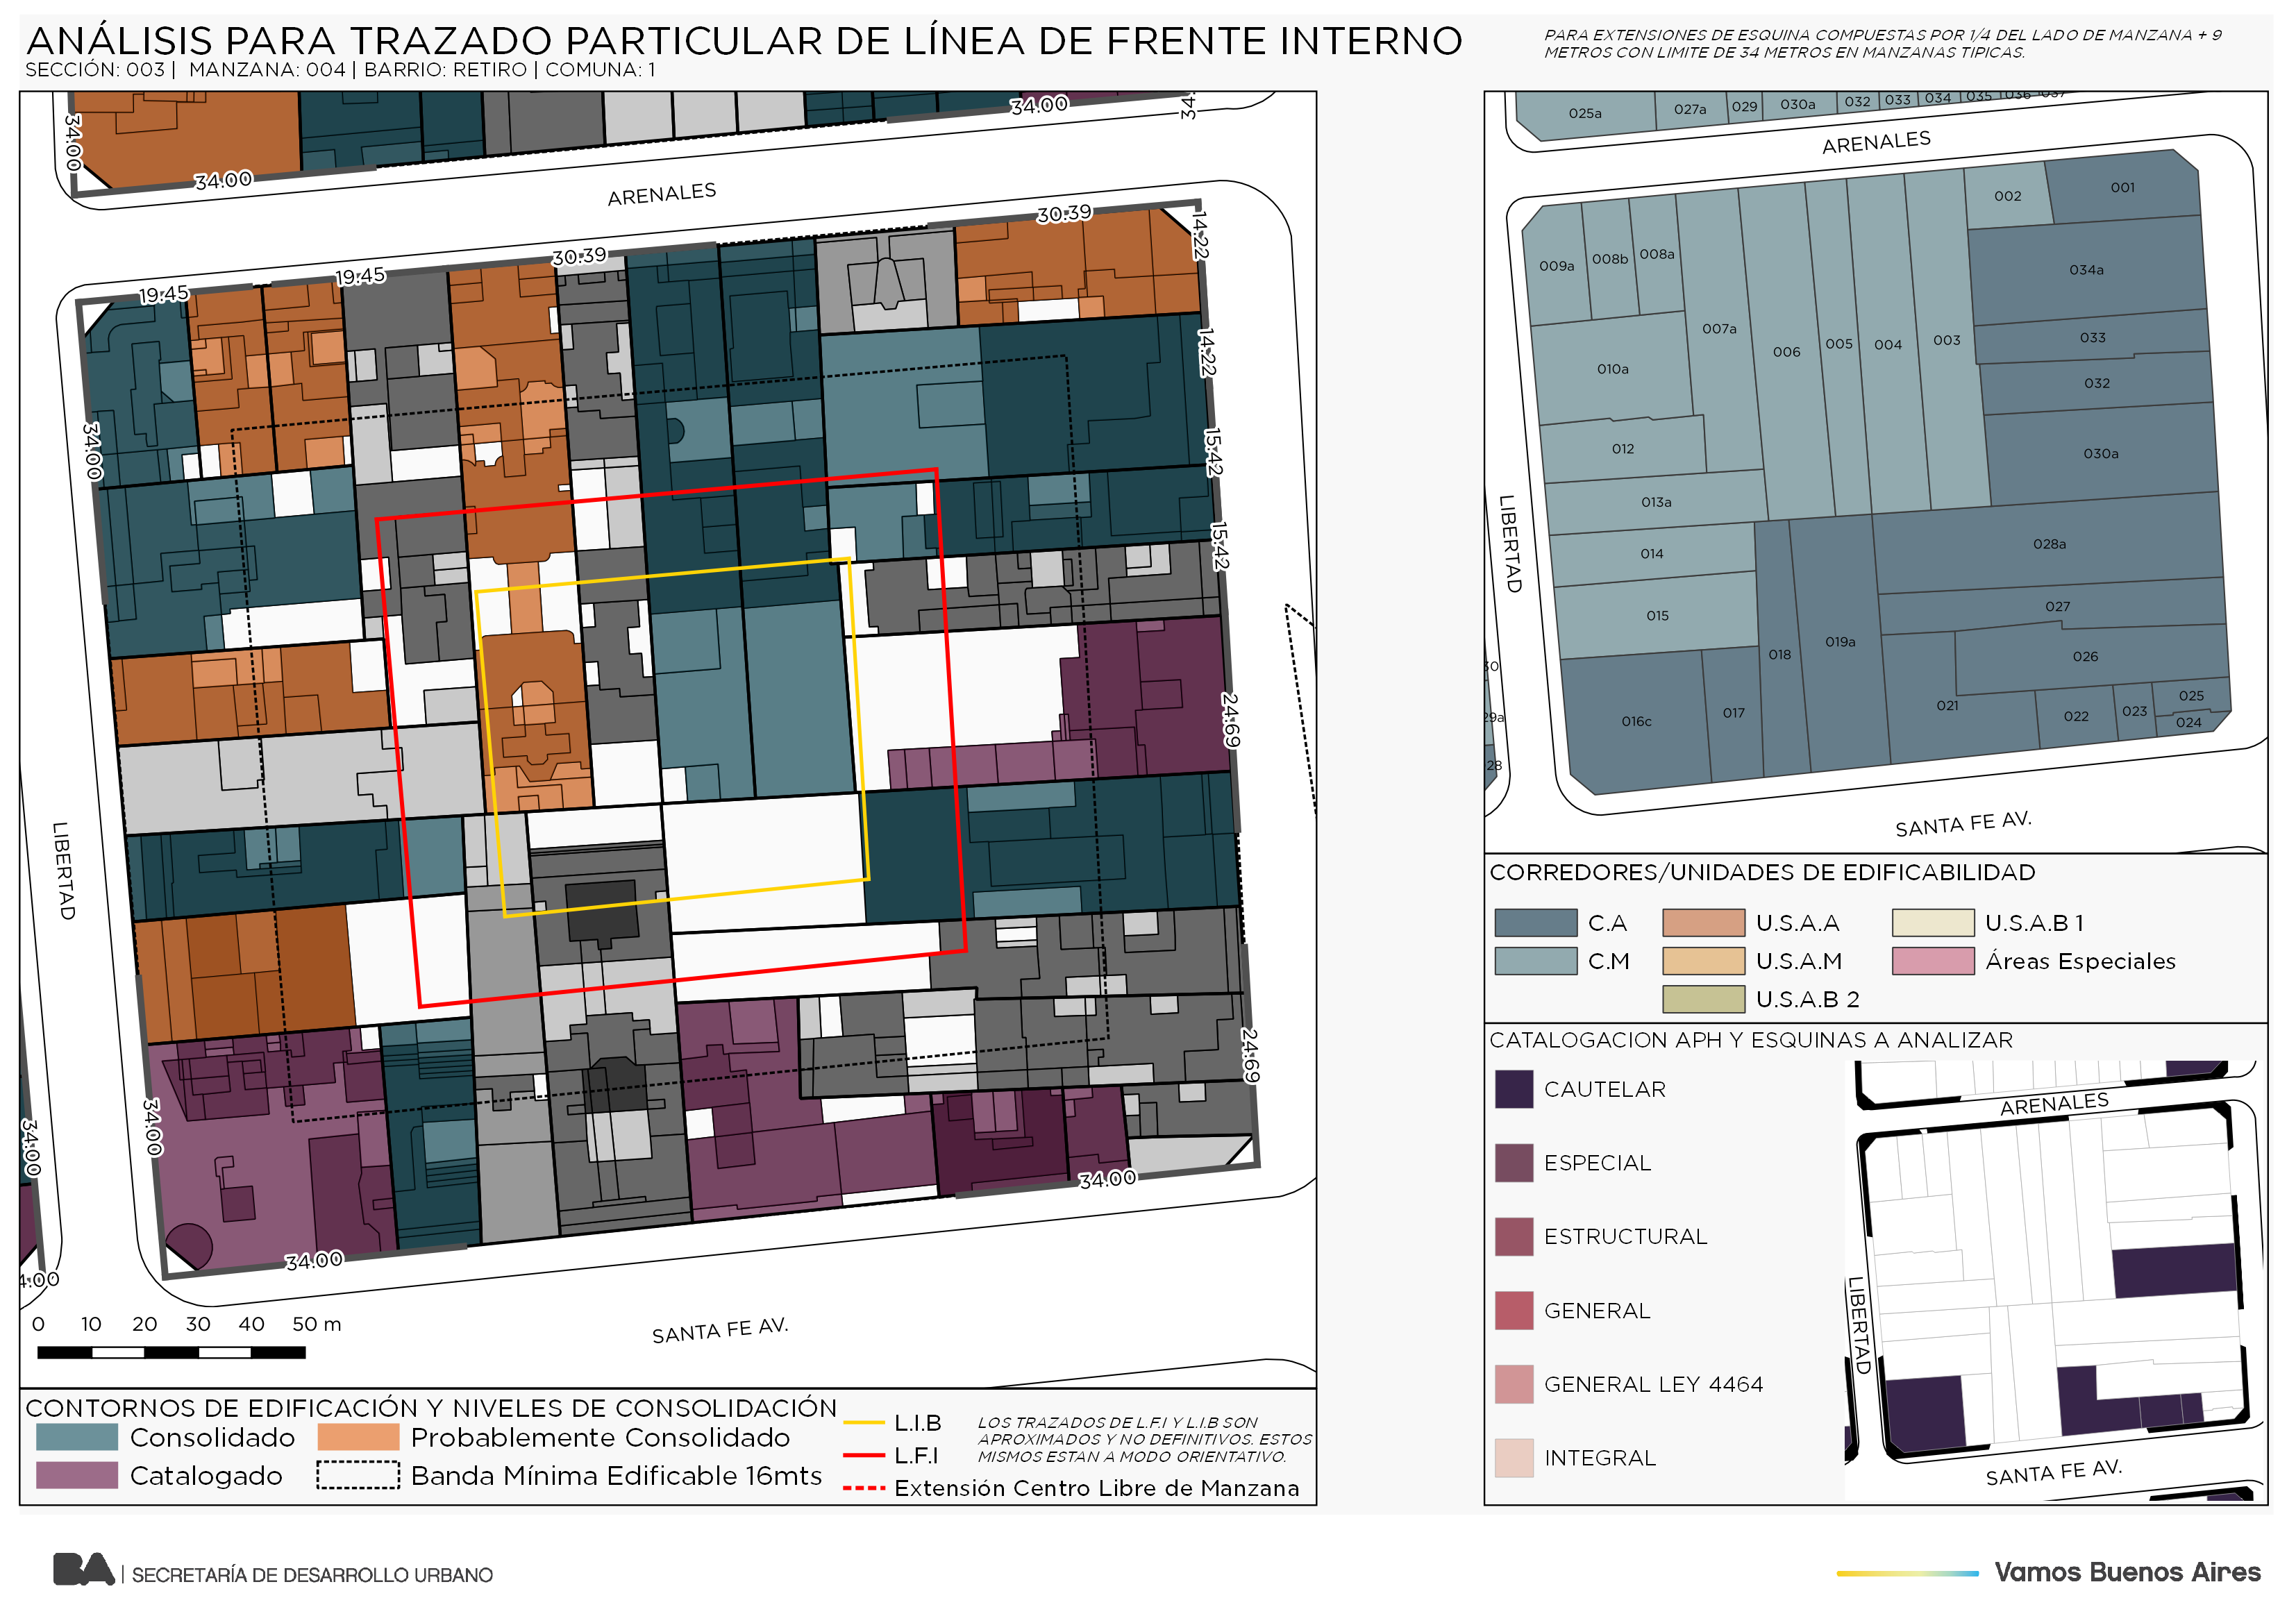 ANÁLISIS PARA TRAZADO PARTICULAR DE LÍNEA DE FRENTE INTERNO
SECCIÓN: 003 | MANZANA: 004 | BARRIO: RETIRO | COMUNA: 1
PARA EXTENSIONES DE ESQUINA COMPUESTAS POR 1/4 DEL LADO DE MANZANA + 9
METROS CON LIMITE DE 34 METROS EN MANZANAS TIPICAS.
34.00
34.00
34.00
34.
ARENALES
19.45
19.45
30.39
30.39
14.22
14.22
15.42
15.42
24.69
24.69
34.00
34.00
34.00
34.00
34.00
4.00
LIBERTAD
SANTA FE AV.
0 10 20 30 40 50 m
CONTORNOS DE EDIFICACIÓN Y NIVELES DE CONSOLIDACIÓN
Consolidado
Probablemente Consolidado
Catalogado
Banda Mínima Edificable 16mts
L.I.B
L.F.I
Extensión Centro Libre de Manzana
LOS TRAZADOS DE L.F.I Y L.I.B SON
APROXIMADOS Y NO DEFINITIVOS. ESTOS
MISMOS ESTAN A MODO ORIENTATIVO.
025a 027a 029 030a 032 033 034 035 036 037
ARENALES
001
002
009a 008b 008a
034a
007a 006 005 004 003
033
010a
032
012
030a
013a
014
028a
015
027
018 019a
026
016c 017
021
022 023 025
024
30
29a
28
LIBERTAD
SANTA FE AV.
CORREDORES/UNIDADES DE EDIFICABILIDAD
C.A
U.S.A.A
U.S.A.B 1
C.M
U.S.A.M
Áreas Especiales
U.S.A.B 2
CATALOGACION APH Y ESQUINAS A ANALIZAR
CAUTELAR
ESPECIAL
ESTRUCTURAL
GENERAL
GENERAL LEY 4464
INTEGRAL
ARENALES
LIBERTAD
SANTA FE AV.
BA | SECRETARÍA DE DESARROLLO URBANO
Vamos Buenos Aires